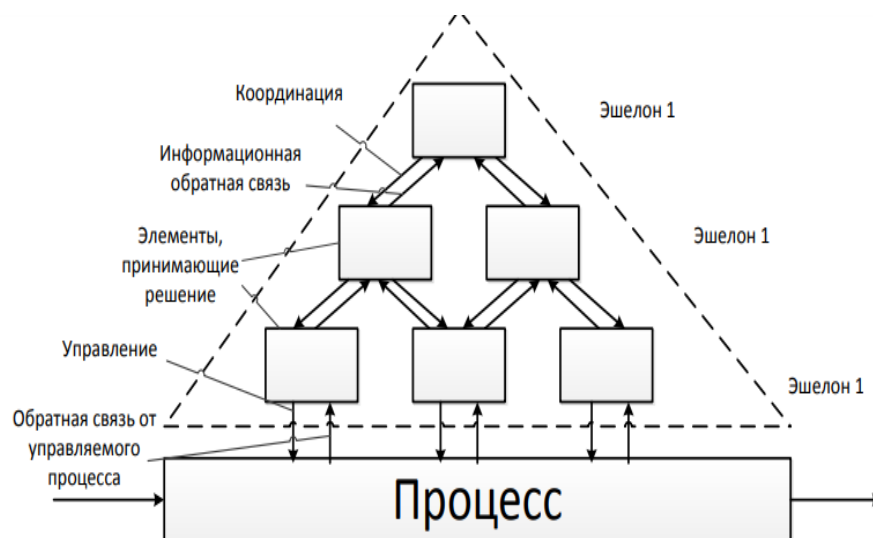 Координация
Эшелон 1
Информационная
обратная связь
Элементы,
принимающие
решение
Эшелон 1
Управление
Эшелон 1
Обратная связь от
управляемого
процесса
Процесс